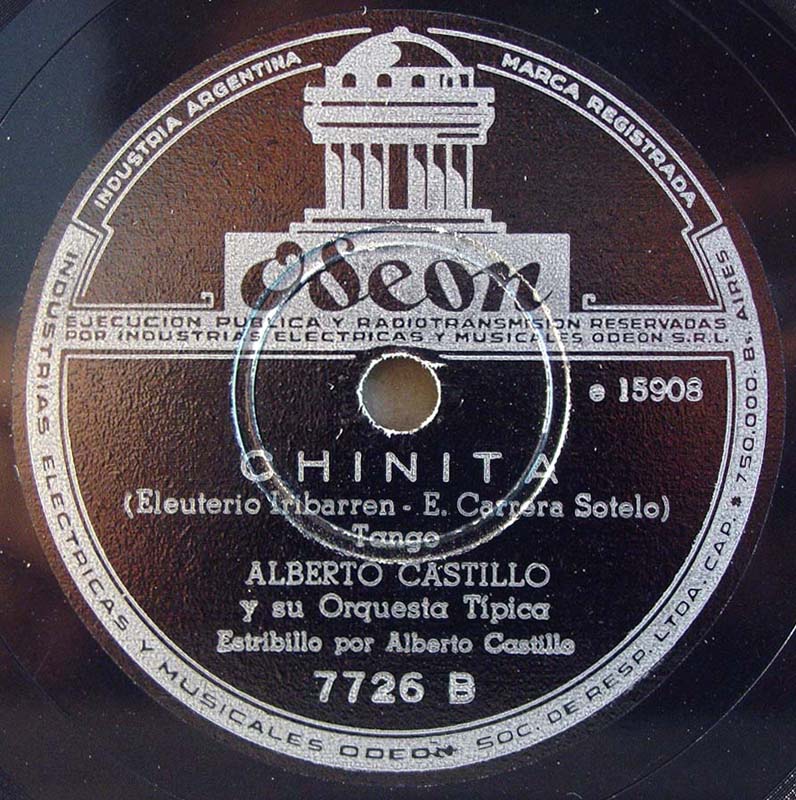 INDUSTRIA ARGENTINA
MARCA REGISTRADA
Odeon
EJECUCION PUBLICA Y RADIOTRANSMISION RESERVADAS
POR INDUSTRIAS ELECTRICAS Y MUSICALES ODEON S.R.L.
e 15908
CHINITA
(Eleuterio Iribarren - E. Carrera Sotelo)
Tango
ALBERTO CASTILLO
y su Orquesta Típica
Estribillo por Alberto Castillo
7726 B
INDUSTRIAS ELECTRICAS Y MUSICALES ODEON SOC. DE RESP. LTDA. CAP. $ 750.000. Bs. AIRES